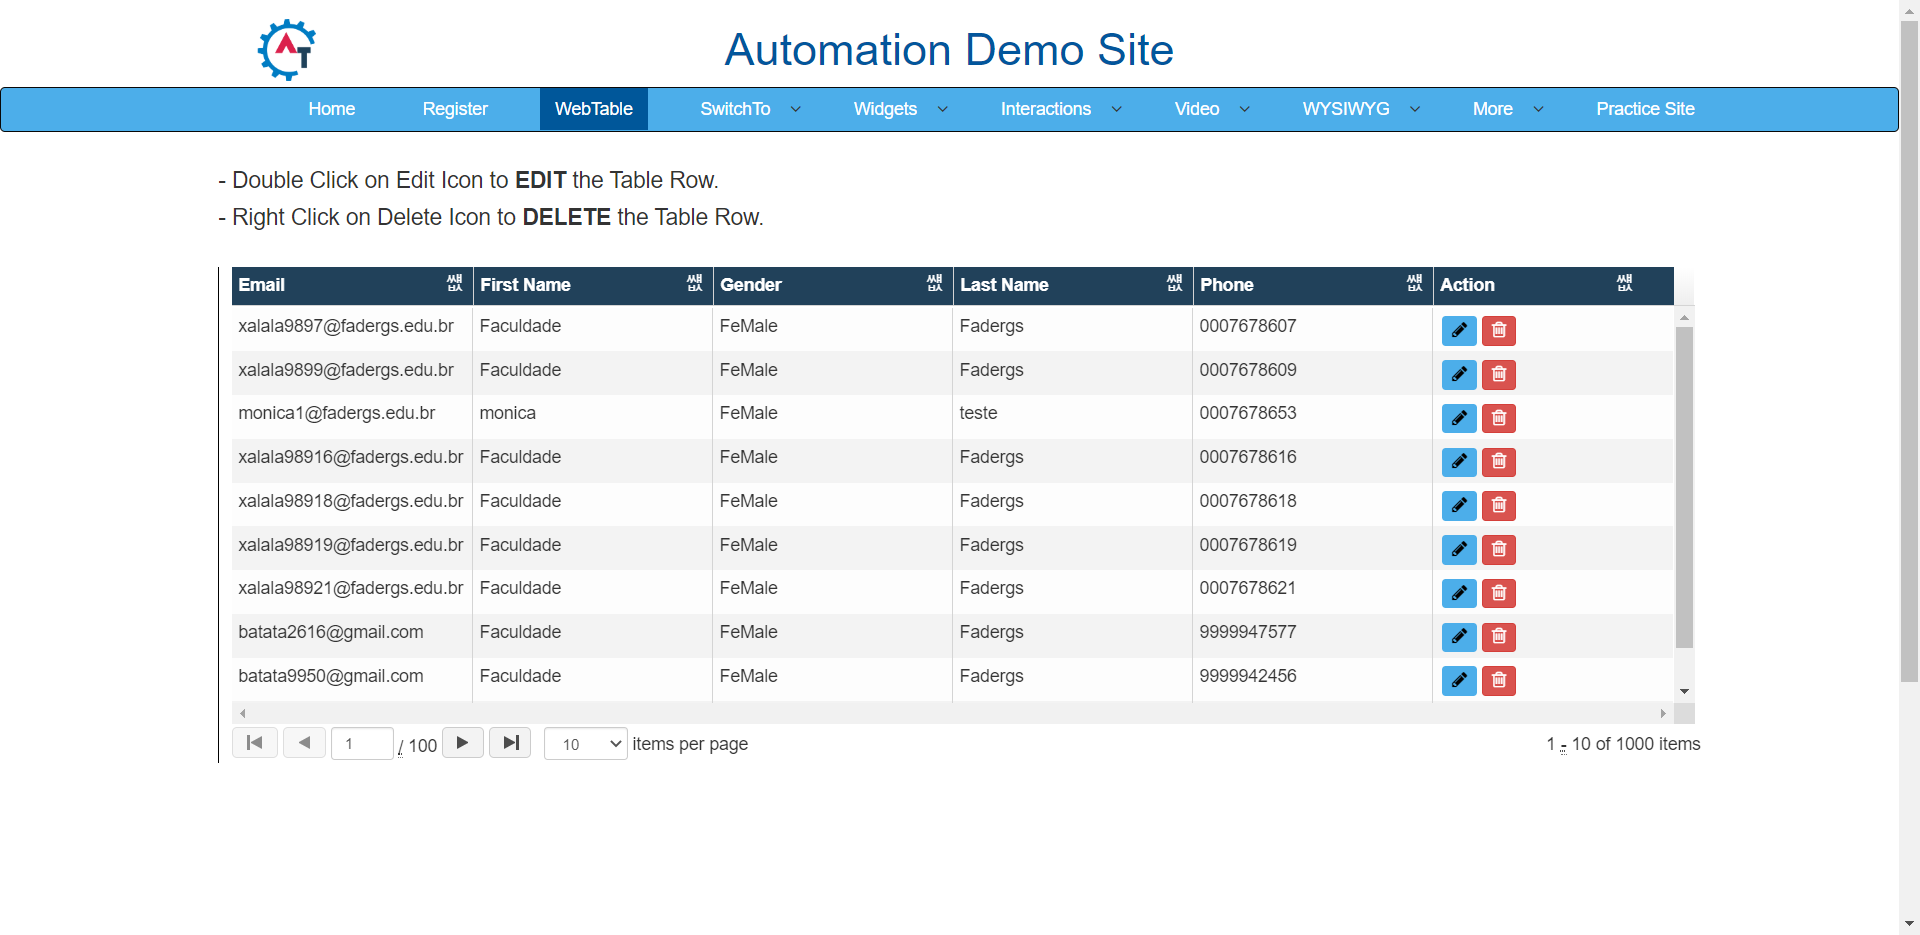 AT
Automation Demo Site
Home Register WebTable SwitchTo Widgets Interactions Video WYSIWYG More Practice Site
- Double Click on Edit Icon to EDIT the Table Row.
- Right Click on Delete Icon to DELETE the Table Row.
Email First Name Gender Last Name Phone Action
xalala9897@fadergs.edu.br Faculdade FeMale Fadergs 0007678607
xalala9899@fadergs.edu.br Faculdade FeMale Fadergs 0007678609
monica1@fadergs.edu.br monica FeMale teste 0007678653
xalala98916@fadergs.edu.br Faculdade FeMale Fadergs 0007678616
xalala98918@fadergs.edu.br Faculdade FeMale Fadergs 0007678618
xalala98919@fadergs.edu.br Faculdade FeMale Fadergs 0007678619
xalala98921@fadergs.edu.br Faculdade FeMale Fadergs 0007678621
batata2616@gmail.com Faculdade FeMale Fadergs 9999947577
batata9950@gmail.com Faculdade FeMale Fadergs 9999942456
1 / 100 10 items per page 1 - 10 of 1000 items